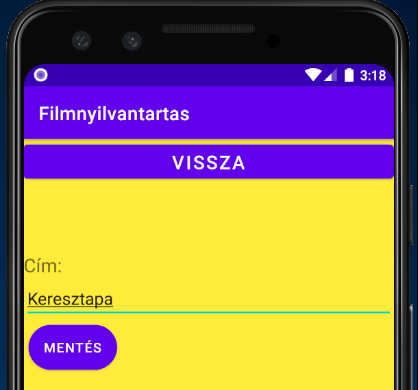 3:18
Filmnyilvantartas
VISSZA
Cím:
Keresztapa
MENTÉS